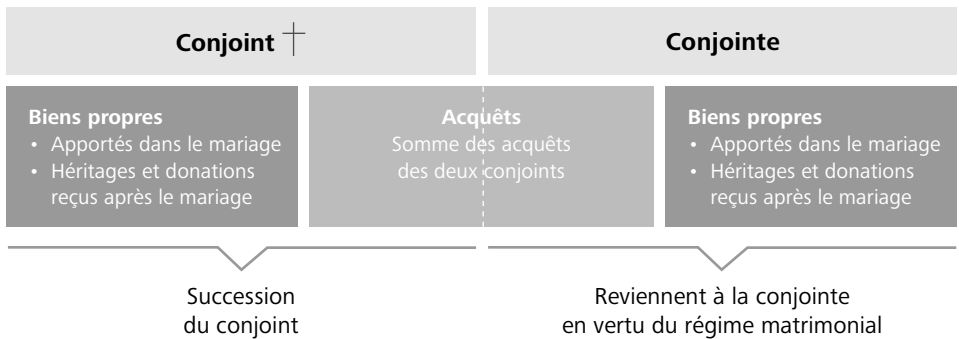 Conjoint
Conjointe
Biens propres
• Apportés dans le mariage
• Héritages et donations
reçus après le mariage
Acquêts
Somme des acquêts
des deux conjoints
Biens propres
• Apportés dans le mariage
• Héritages et donations
reçus après le mariage
Succession
du conjoint
Reviennent à la conjointe
en vertu du régime matrimonial